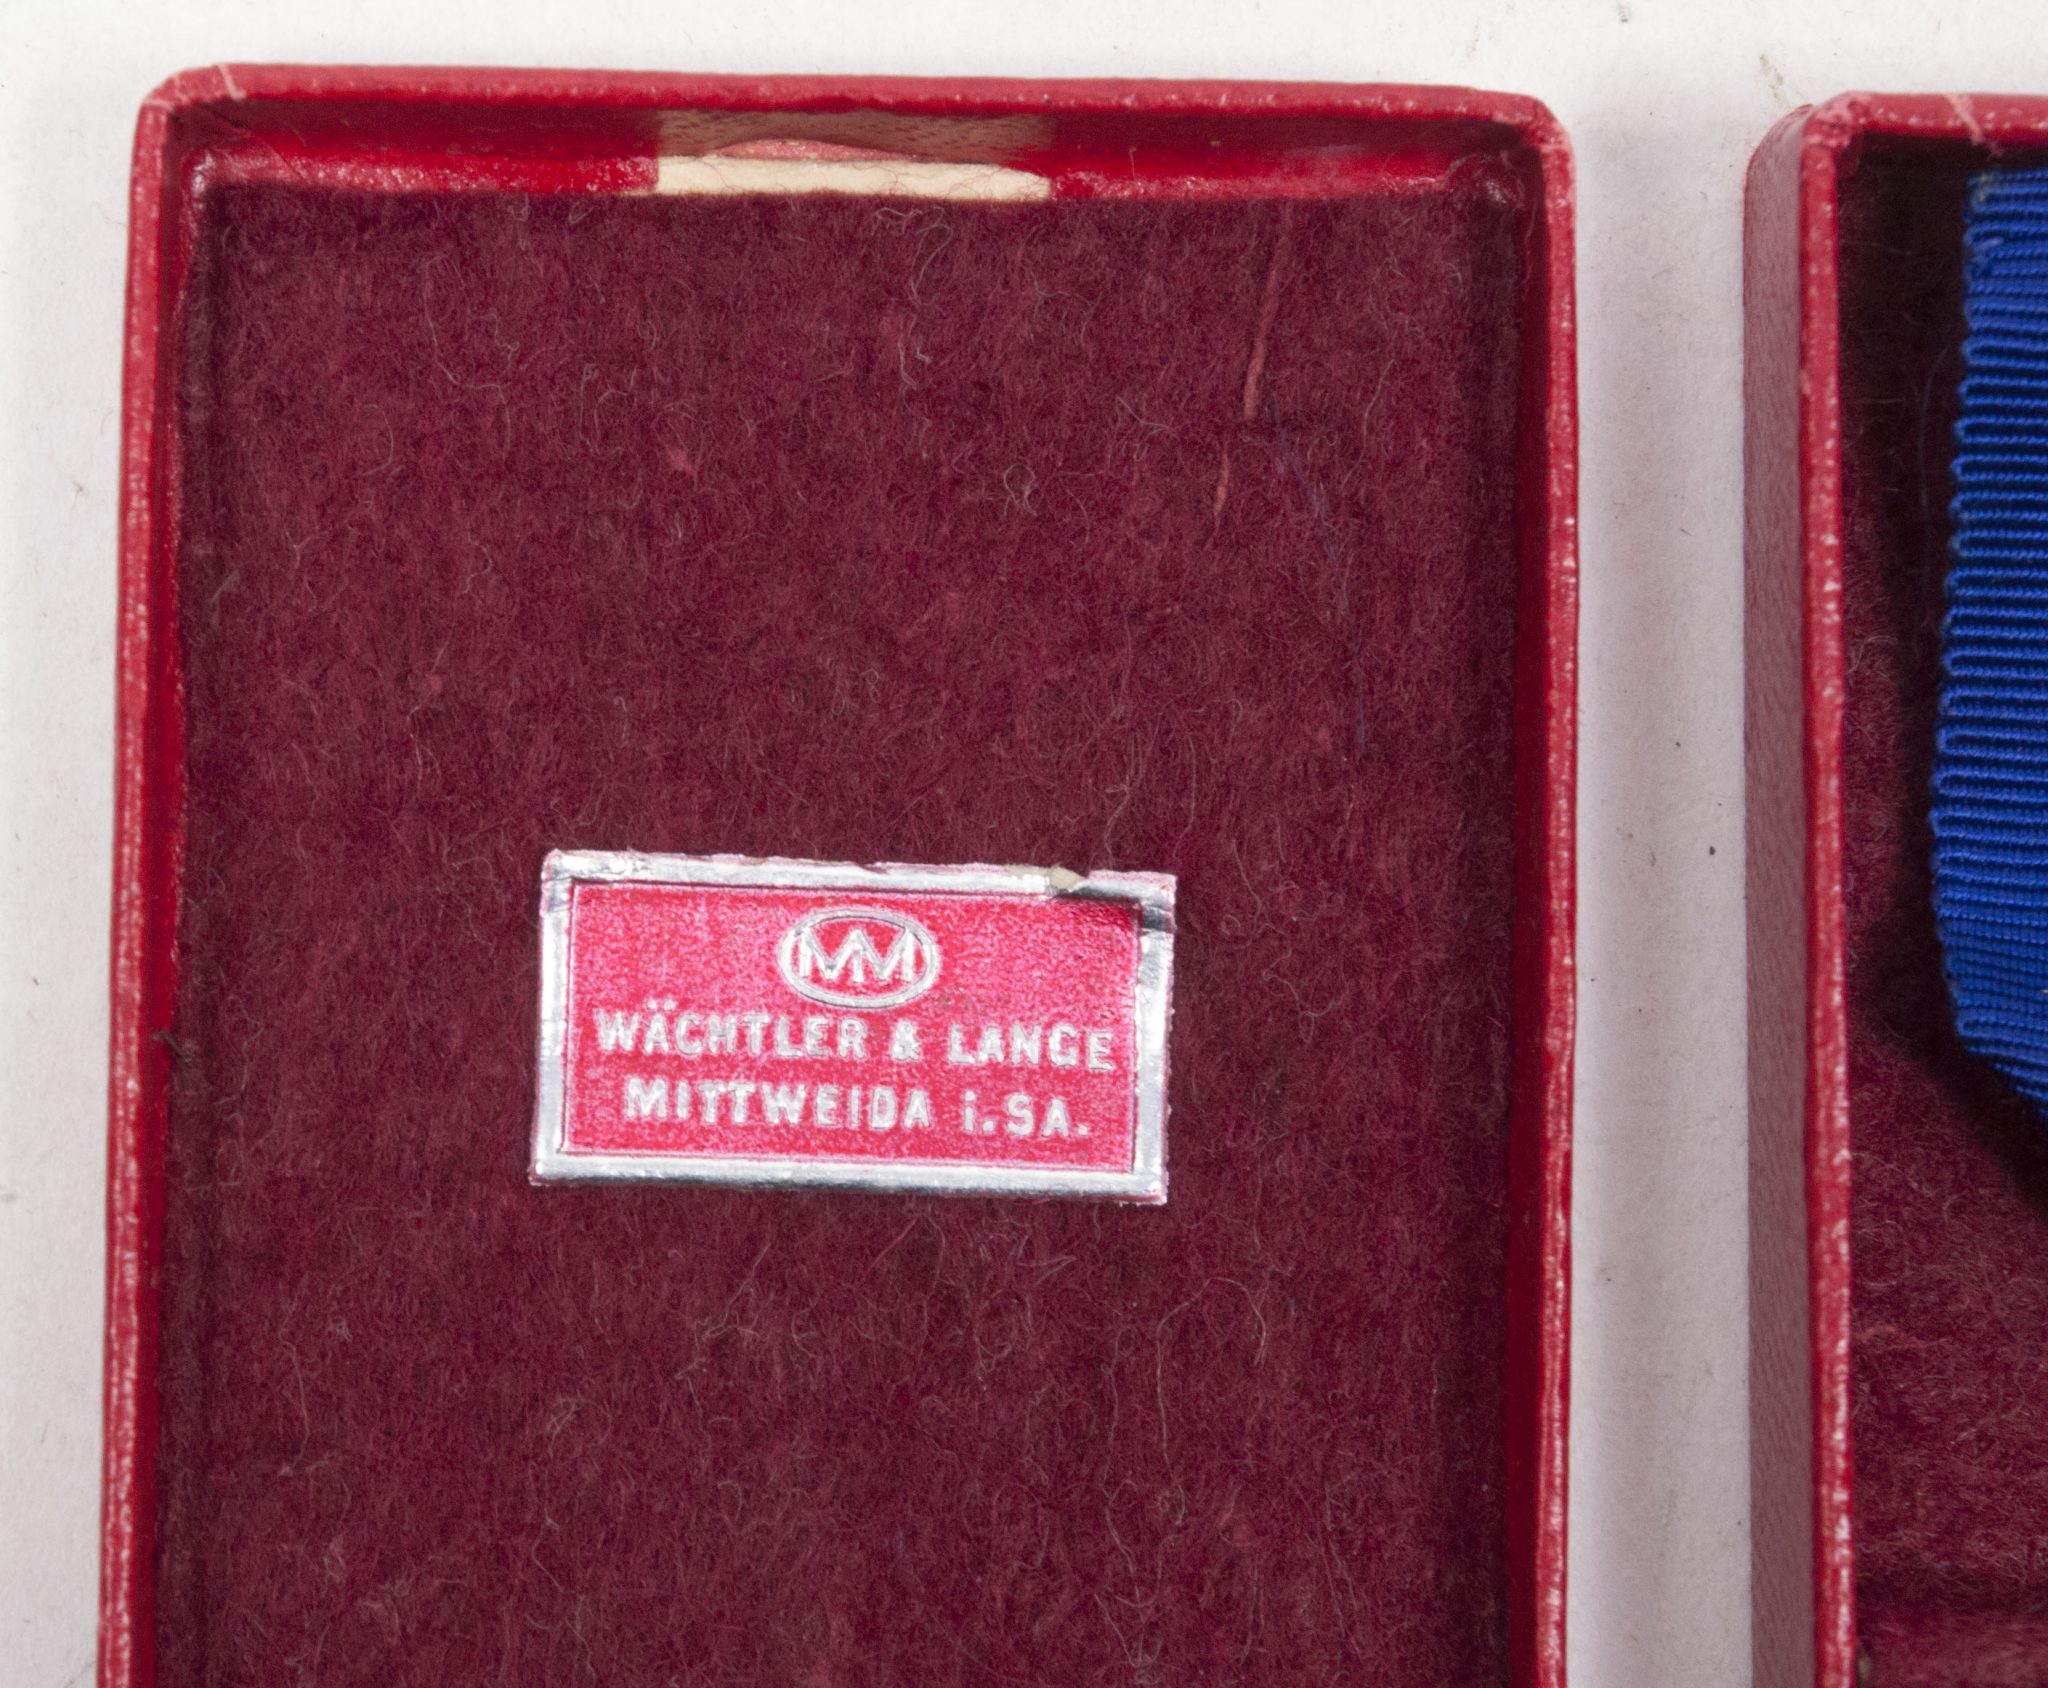 WÄCHTLER & LANGE
MITTWEIDA i.SA.